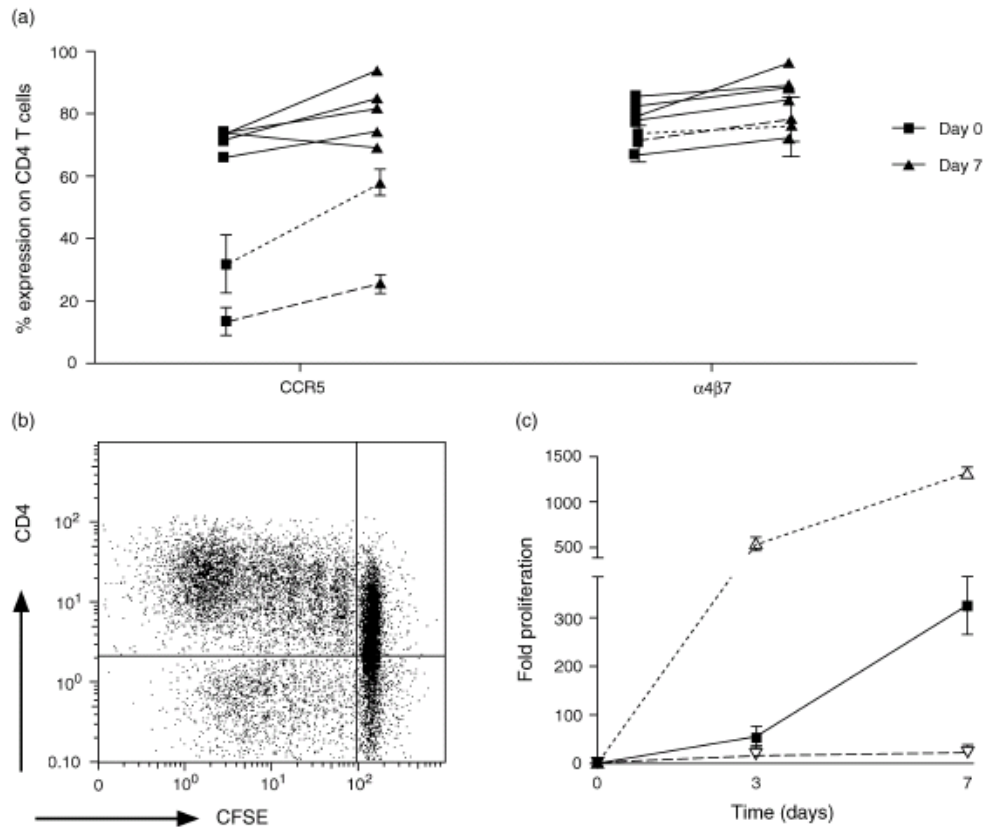 (a)
% expression on CD4 T cells
100
80
60
40
20
0
CCR5
α4β7
Day 0
Day 7
(b)
CD4
10²
10¹
10⁰
0.10
0
10⁰
10¹
10²
CFSE
(c)
Fold proliferation
1500
1000
500
300
200
100
0
0
3
7
Time (days)